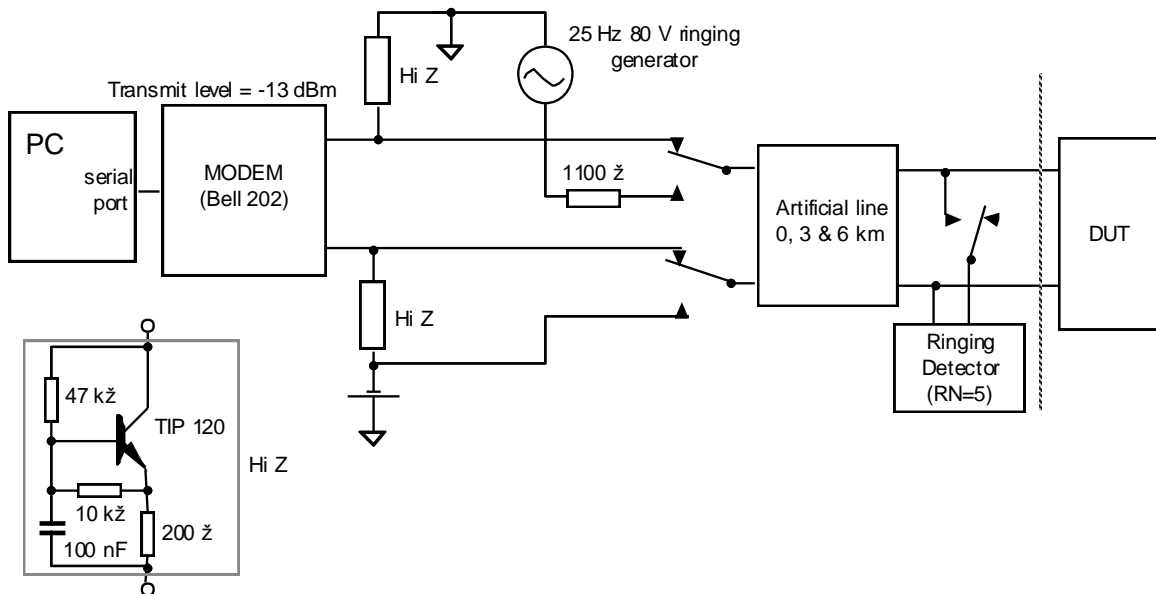 25 Hz 80 V ringing
generator
Hi Z
Transmit level = -13 dBm
PC
serial
port
MODEM
(Bell 202)
1100 ž
Artificial line
0, 3 & 6 km
DUT
Hi Z
Ringing
Detector
(RN=5)
47 kž
TIP 120
Hi Z
10 kž
200 ž
100 nF